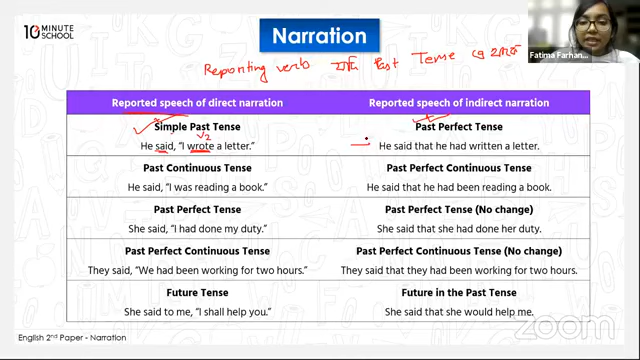 10 MINUTE SCHOOL
Narration
Fatima Farhan...
Reporting verb যদি Past Tense এ হয়
Reported speech of direct narration
Reported speech of indirect narration
Simple Past Tense
Past Perfect Tense
V2
He said, “I wrote a letter.”
He said that he had written a letter.
Past Continuous Tense
Past Perfect Continuous Tense
He said, “I was reading a book.”
He said that he had been reading a book.
Past Perfect Tense
Past Perfect Tense (No change)
She said, “I had done my duty.”
She said that she had done her duty.
Past Perfect Continuous Tense
Past Perfect Continuous Tense (No change)
They said, “We had been working for two hours.”
They said that they had been working for two hours.
Future Tense
Future in the Past Tense
She said to me, “I shall help you.”
She said that she would help me.
English 2nd Paper - Narration
zoom